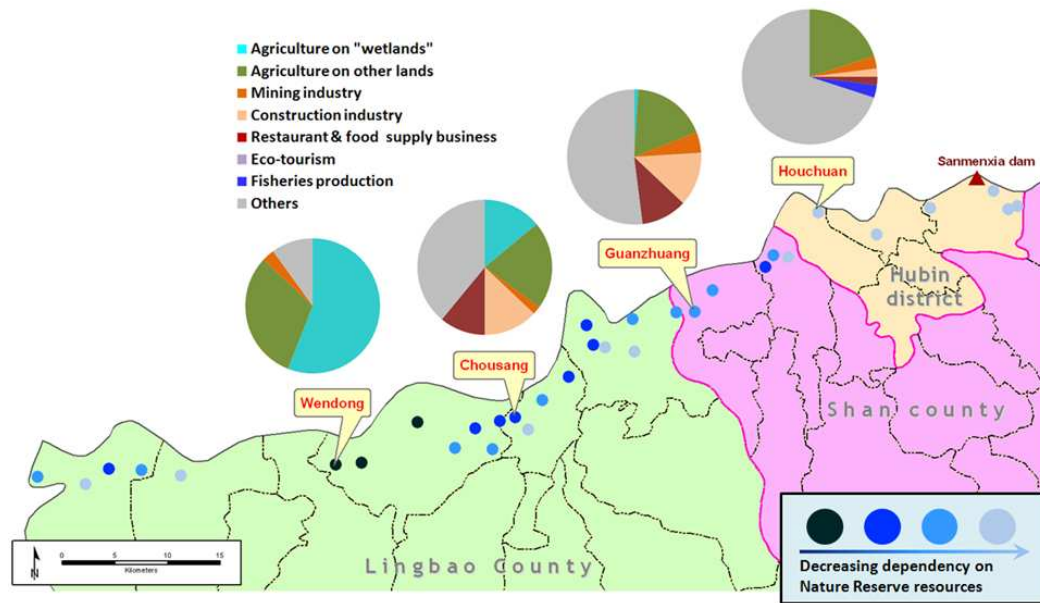 Agriculture on "wetlands"
Agriculture on other lands
Mining industry
Construction industry
Restaurant & food supply business
Eco-tourism
Fisheries production
Others
Houchuan
Sanmenxia dam
Guanzhuang
Hubin
district
Chousang
Wendong
Shan county
Lingbao County
N
0 5 10 15
Kilometers
Decreasing dependency on
Nature Reserve resources